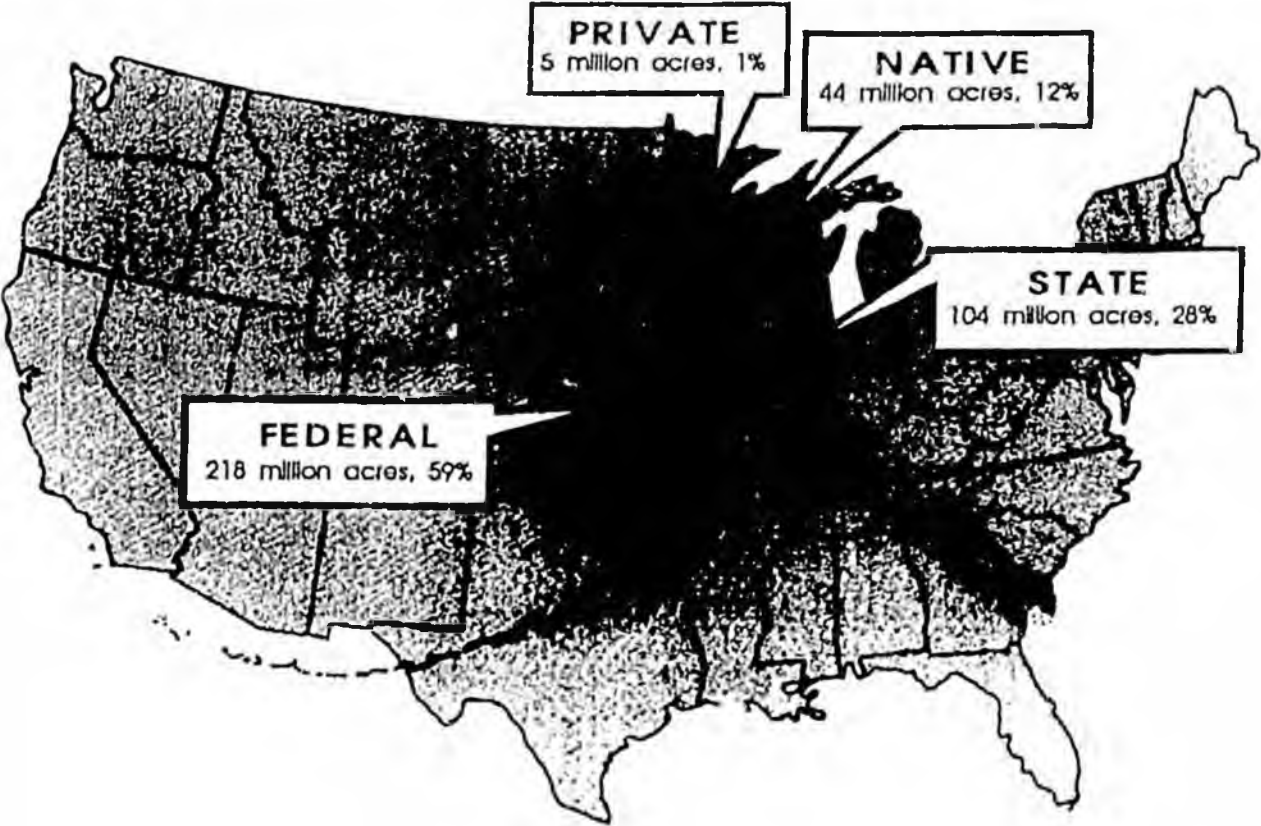 PRIVATE
5 million acres, 1%
NATIVE
44 million acres, 12%
STATE
104 million acres, 28%
FEDERAL
218 million acres, 59%